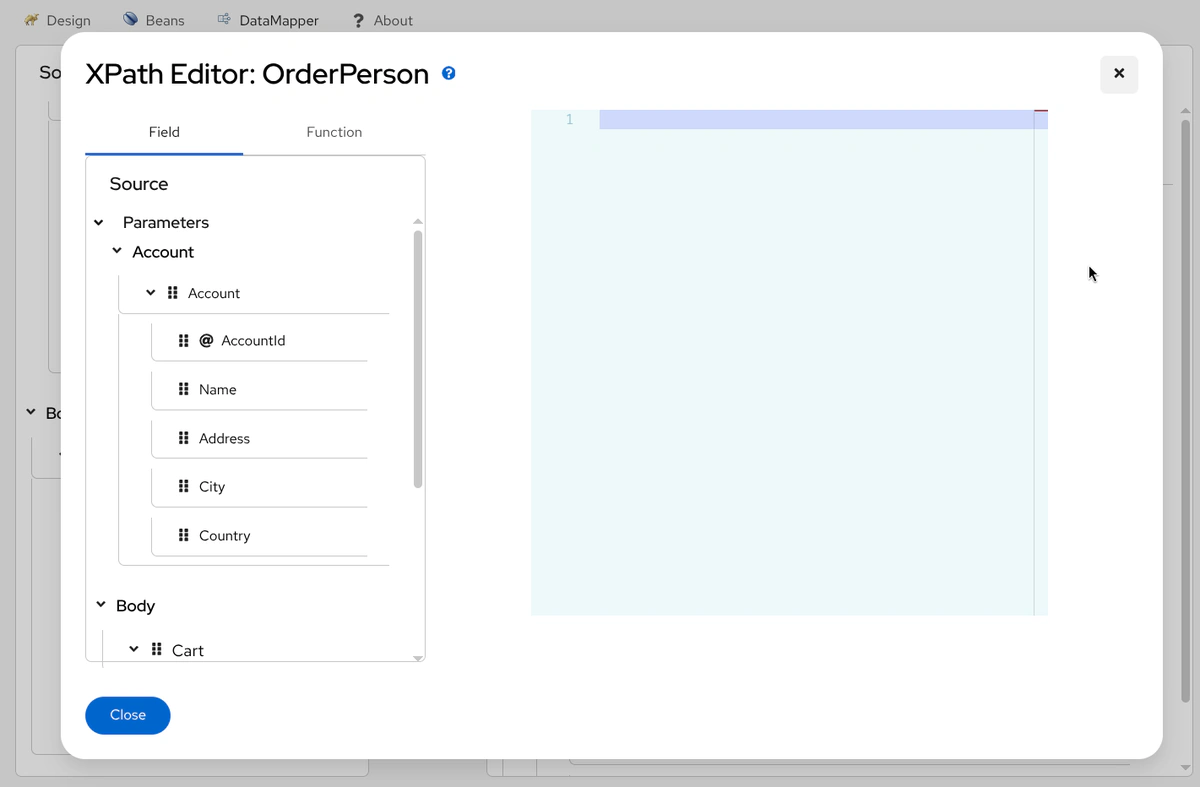 Design Beans DataMapper ? About
So
XPath Editor: OrderPerson ?
Field Function
1
Source
Parameters
Account
Account
@ AccountId
Name
Address
City
Country
Body
Cart
Close